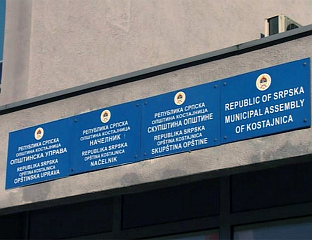 РЕПУБЛИКА СРПСКА
ОПШТИНА КОСТАЈНИЦА
ОПШТИНСКА УПРАВА
REPUBLIKA SRPSKA
OPŠTINA KOSTAJNICA
OPŠTINSKA UPRAVA
РЕПУБЛИКА СРПСКА
ОПШТИНА КОСТАЈНИЦА
НАЧЕЛНИК
REPUBLIKA SRPSKA
OPŠTINA KOSTAJNICA
NAČELNIK
РЕПУБЛИКА СРПСКА
ОПШТИНА КОСТАЈНИЦА
СКУПШТИНА ОПШТИНЕ
REPUBLIKA SRPSKA
OPŠTINA KOSTAJNICA
SKUPŠTINA OPŠTINE
REPUBLIC OF SRPSKA
MUNICIPAL ASSEMBLY
OF KOSTAJNICA